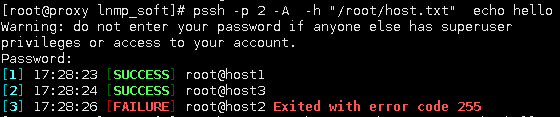 [root@proxy lnmp_soft]# pssh -p 2 -A  -h "/root/host.txt"  echo hello
Warning: do not enter your password if anyone else has superuser
privileges or access to your account.
Password:
[1] 17:28:23 [SUCCESS] root@host1
[2] 17:28:24 [SUCCESS] root@host3
[3] 17:28:26 [FAILURE] root@host2 Exited with error code 255